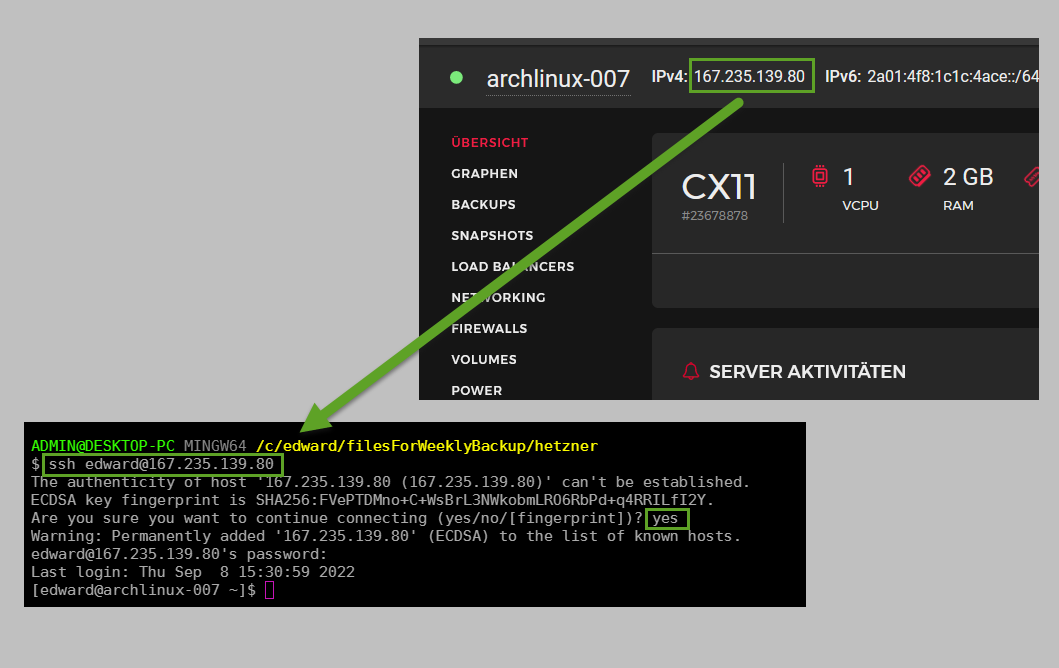 archlinux-007 IPv4: 167.235.139.80 IPv6: 2a01:4f8:1c1c:4ace::/64
ÜBERSICHT
GRAPHEN
BACKUPS
SNAPSHOTS
LOAD BALANCERS
NETWORKING
FIREWALLS
VOLUMES
POWER
CX11
#23678878
1
VCPU
2 GB
RAM
SERVER AKTIVITÄTEN
ADMIN@DESKTOP-PC MINGW64 /c/edward/filesForWeeklyBackup/hetzner
$ ssh edward@167.235.139.80
The authenticity of host '167.235.139.80 (167.235.139.80)' can't be established.
ECDSA key fingerprint is SHA256:FVePTDMno+C+WsBrL3NWkobmLRO6RbPd+q4RRILfI2Y.
Are you sure you want to continue connecting (yes/no/[fingerprint])? yes
Warning: Permanently added '167.235.139.80' (ECDSA) to the list of known hosts.
edward@167.235.139.80's password:
Last login: Thu Sep  8 15:30:59 2022
[edward@archlinux-007 ~]$